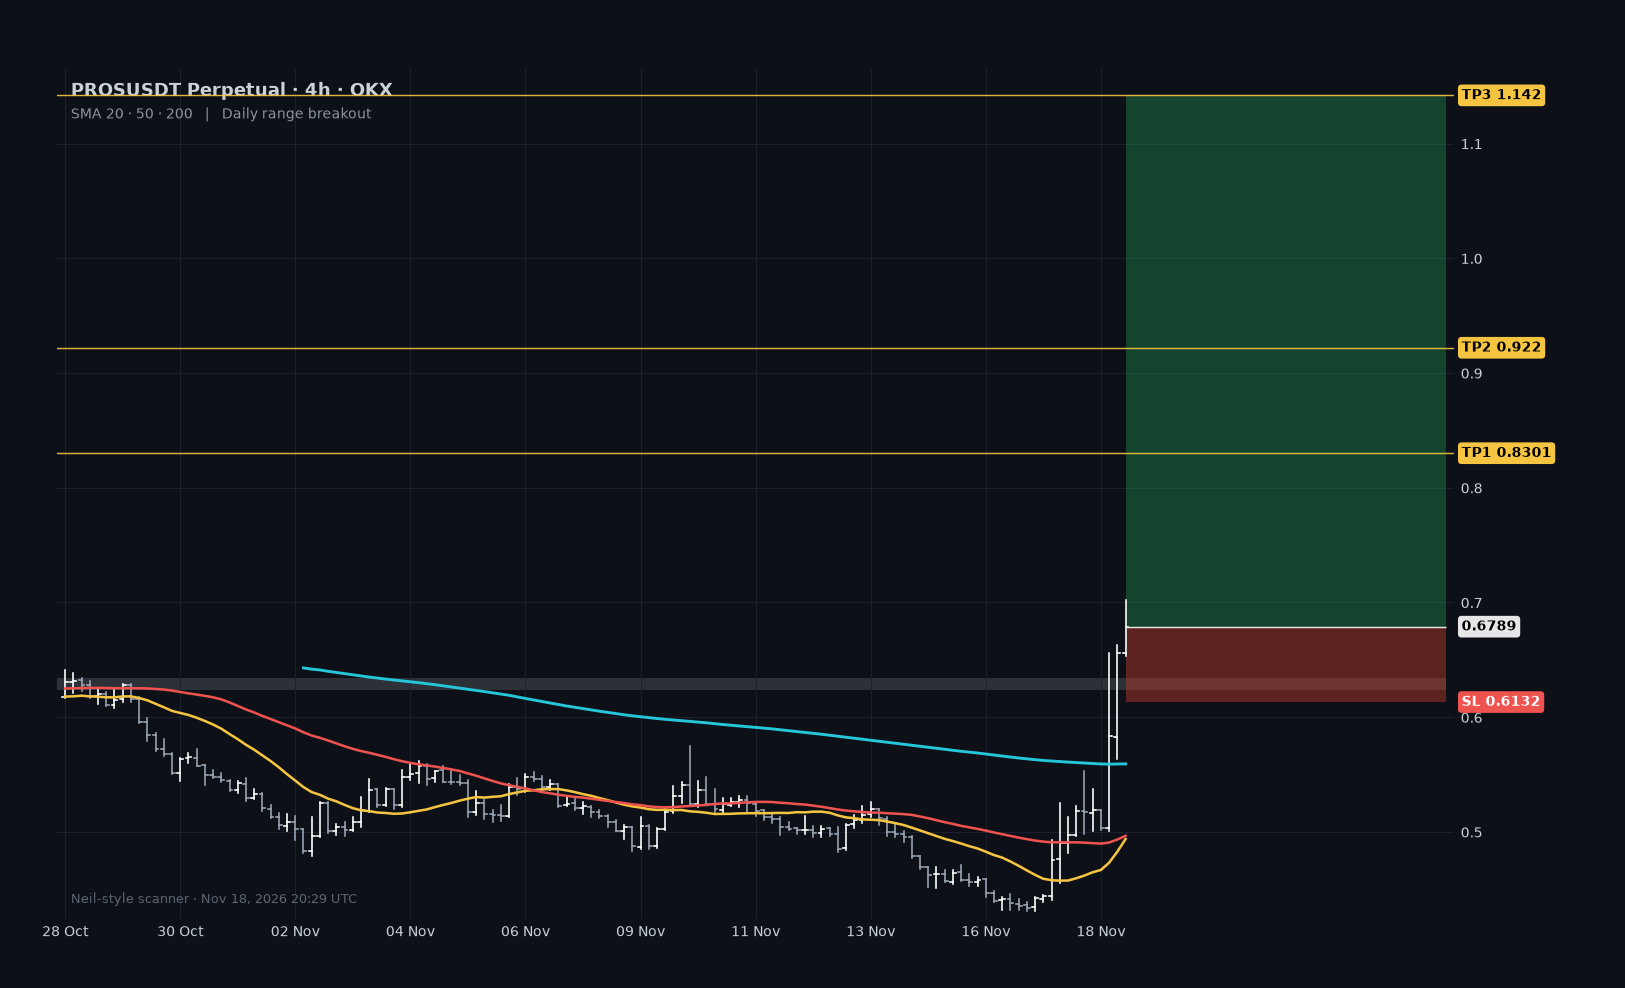 PROSUSDT Perpetual · 4h · OKX
SMA 20 · 50 · 200 | Daily range breakout
TP3 1.142
1.1
1.0
TP2 0.922
0.9
TP1 0.8301
0.8
0.7
0.6789
SL 0.6132
0.6
0.5
Neil-style scanner · Nov 18, 2026 20:29 UTC
28 Oct 30 Oct 02 Nov 04 Nov 06 Nov 09 Nov 11 Nov 13 Nov 16 Nov 18 Nov